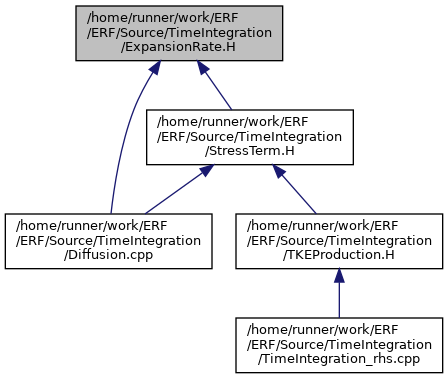 /home/runner/work/ERF
/ERF/Source/TimeIntegration
/ExpansionRate.H
/home/runner/work/ERF
/ERF/Source/TimeIntegration
/StressTerm.H
/home/runner/work/ERF
/ERF/Source/TimeIntegration
/Diffusion.cpp
/home/runner/work/ERF
/ERF/Source/TimeIntegration
/TKEProduction.H
/home/runner/work/ERF
/ERF/Source/TimeIntegration
/TimeIntegration_rhs.cpp